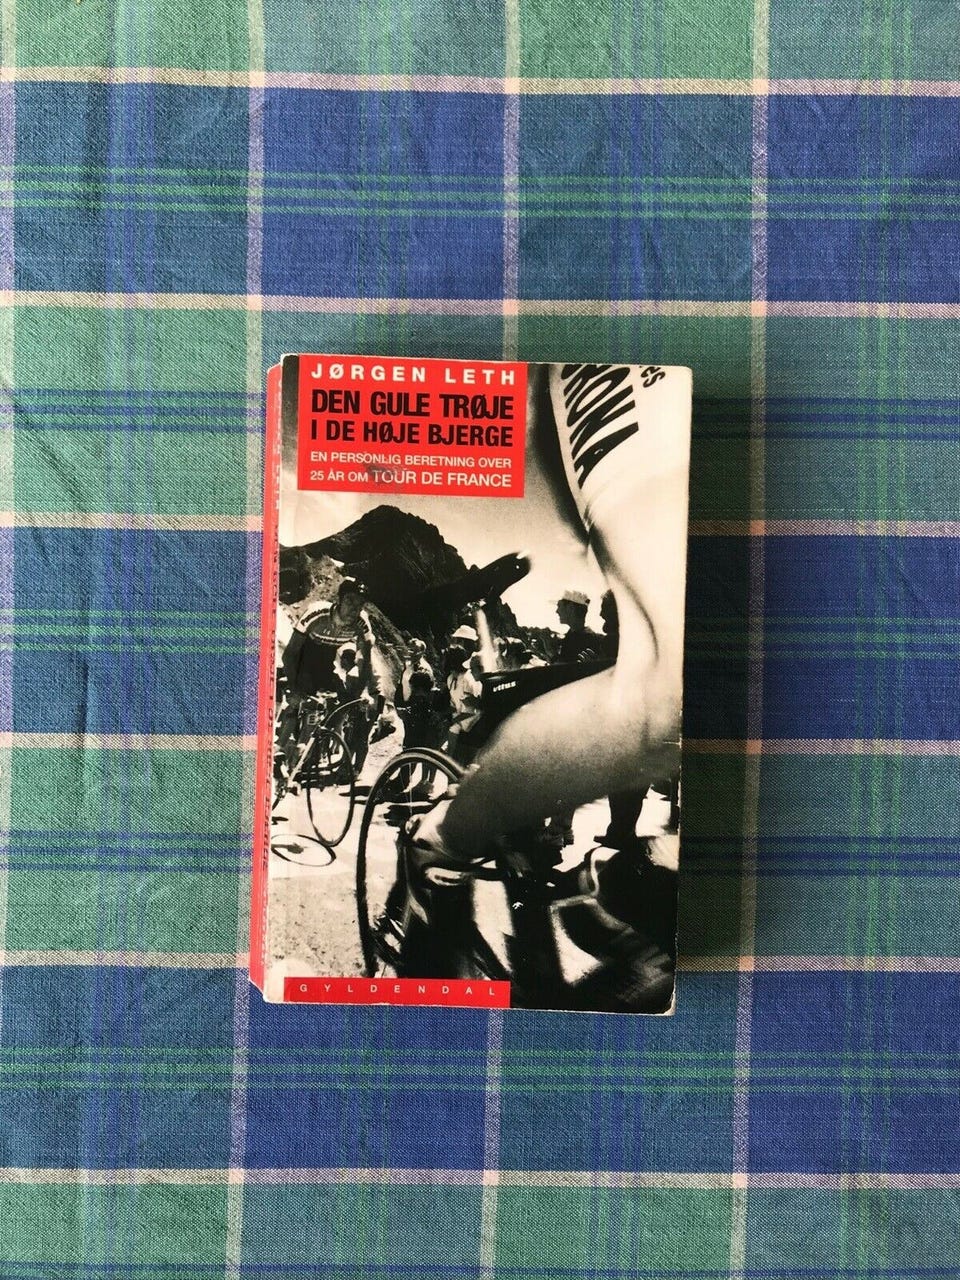 JØRGEN LETH
DEN GULE TRØJE
I DE HØJE BJERGE
EN PERSONLIG BERETNING OVER
25 ÅR OM TOUR DE FRANCE
vitus
GYLDENDAL